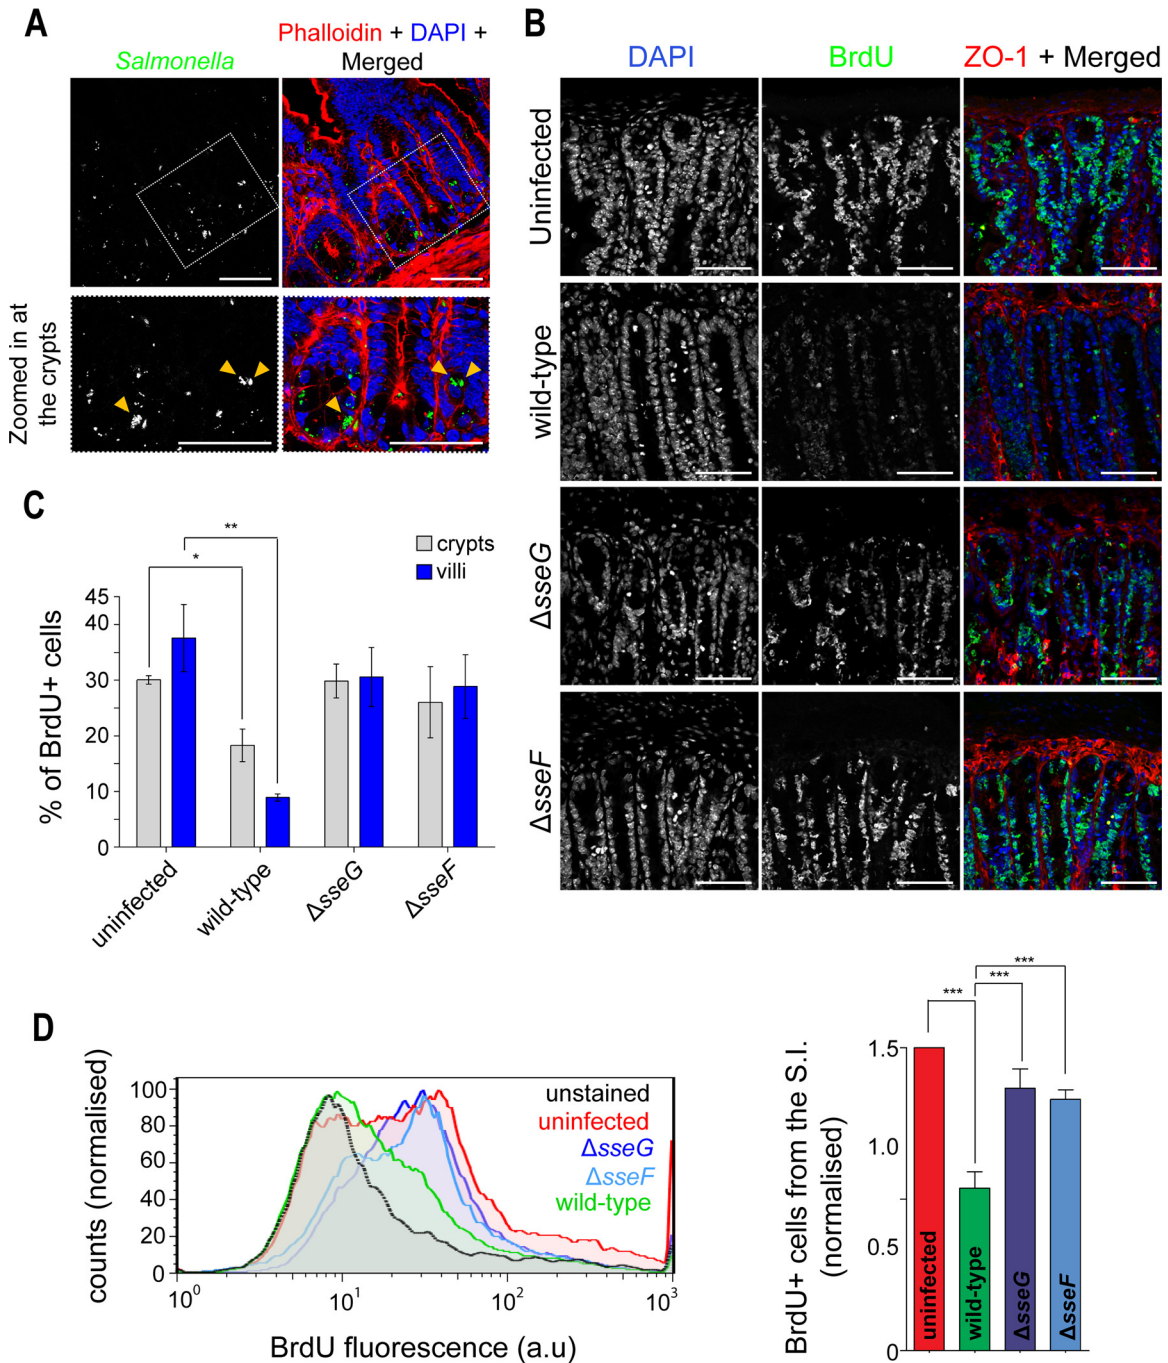 A
Salmonella
Phalloidin + DAPI +
Merged
Zoomed in at
the crypts
B
DAPI
BrdU
ZO-1 + Merged
Uninfected
wild-type
ΔsseG
ΔsseF
C
**
*
crypts
villi
% of BrdU+ cells
45
40
30
20
10
0
uninfected
wild-type
ΔsseG
ΔsseF
D
counts (normalised)
100
80
60
40
20
0
unstained
uninfected
ΔsseG
ΔsseF
wild-type
10⁰
10¹
10²
10³
BrdU fluorescence (a.u)
BrdU+ cells from the S.I.
(normalised)
***
***
***
1.5
1.0
0.5
0
uninfected
wild-type
ΔsseG
ΔsseF